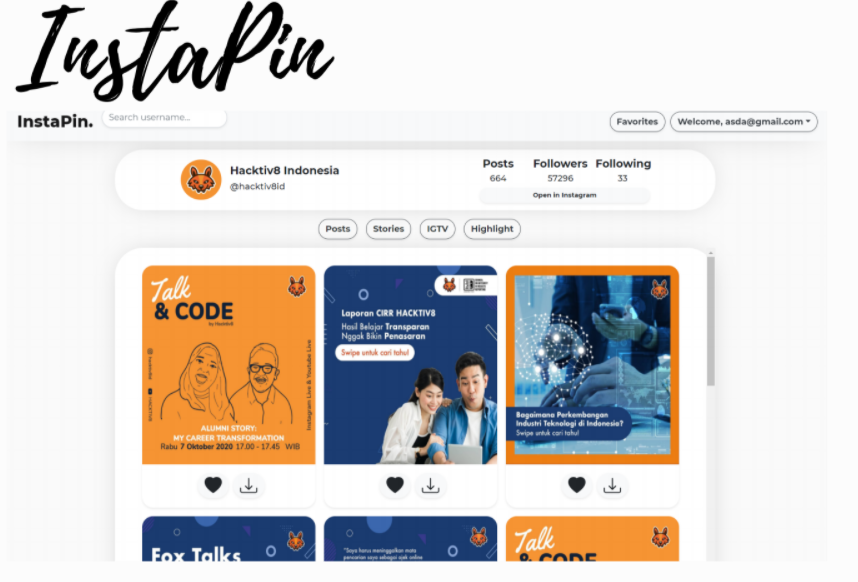 InstaPin
InstaPin.
Search username...
Favorites
Welcome, asda@gmail.com
Hacktiv8 Indonesia
@hacktiv8id
Posts Followers Following
664 57296 33
Open in Instagram
Posts
Stories
IGTV
Highlight
Talk
& CODE
by Hacktiv8
Instagram Live & Youtube Live
ALUMNI STORY:
MY CAREER TRANSFORMATION
Rabu 7 Oktober 2020 17.00 - 17.45 WIB
Laporan CIRR HACKTIV8
Hasil Belajar Transparan
Nggak Bikin Penasaran
Swipe untuk cari tahu!
Bagaimana Perkembangan
Industri Teknologi di Indonesia?
Swipe untuk cari tahu!
Fox Talks
"Saya harus meninggalkan mata
pencarian saya sebagai ojek online
Talk
& CODE